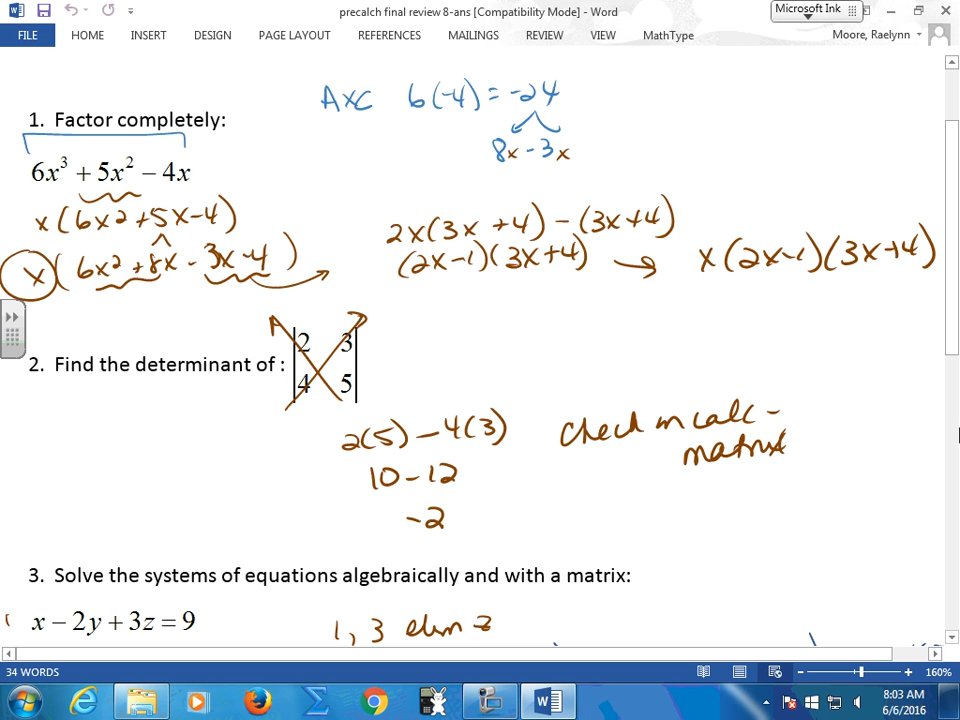 precalch final review 8-ans [Compatibility Mode] - Word
Microsoft Ink
FILE HOME INSERT DESIGN PAGE LAYOUT REFERENCES MAILINGS REVIEW VIEW MathType
Moore, Raelynn
AxC 6(-4) = -24
8x - 3x
1. Factor completely:
6x³ + 5x² − 4x
x(6x2+5x-4)
x(6x2+8x-3x-4)
2x(3x+4)-(3x+4)
(2x-1)(3x+4)
x(2x-1)(3x+4)
2. Find the determinant of :
2 3
4 5
2(5) - 4(3)
10-12
-2
check in calc -
matrix
3. Solve the systems of equations algebraically and with a matrix:
x − 2y + 3z = 9
1, 3 elim z
34 WORDS
160%
8:03 AM
6/6/2016